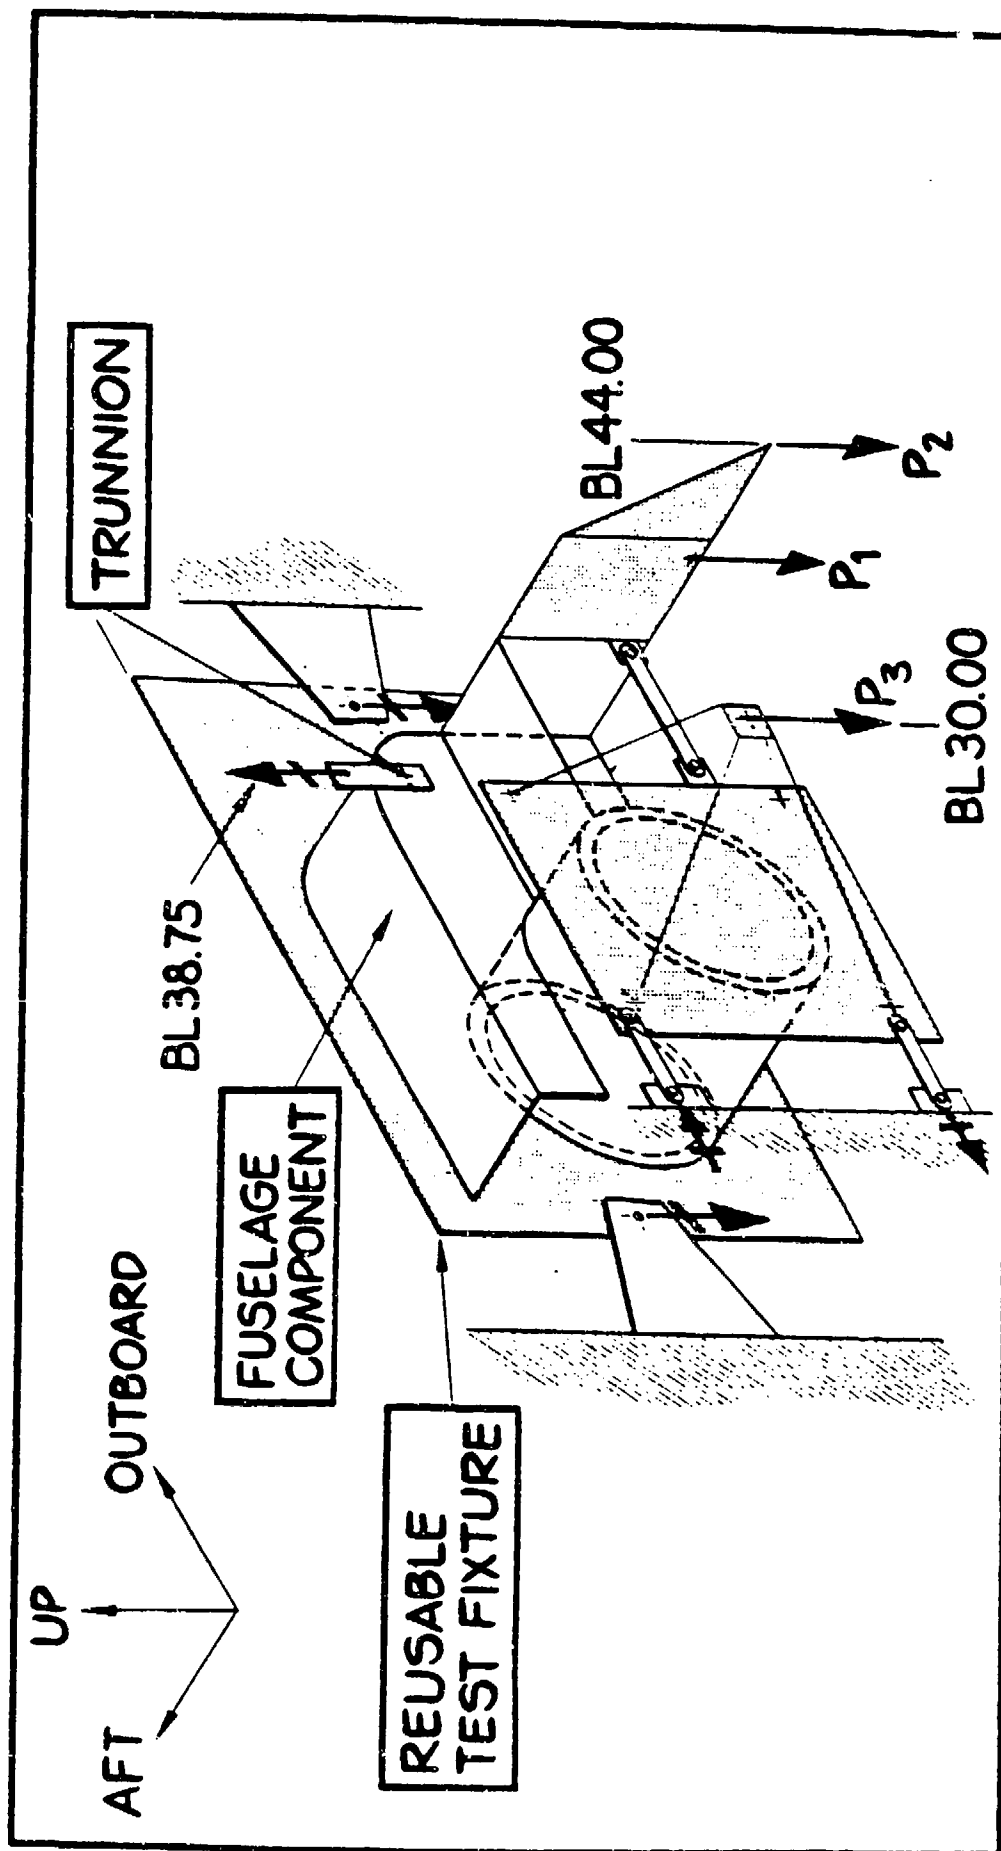 UP
AFT
OUTBOARD
TRUNNION
BL38.75
FUSELAGE
COMPONENT
REUSABLE
TEST FIXTURE
BL44.00
P2
P1
P3
BL30.00